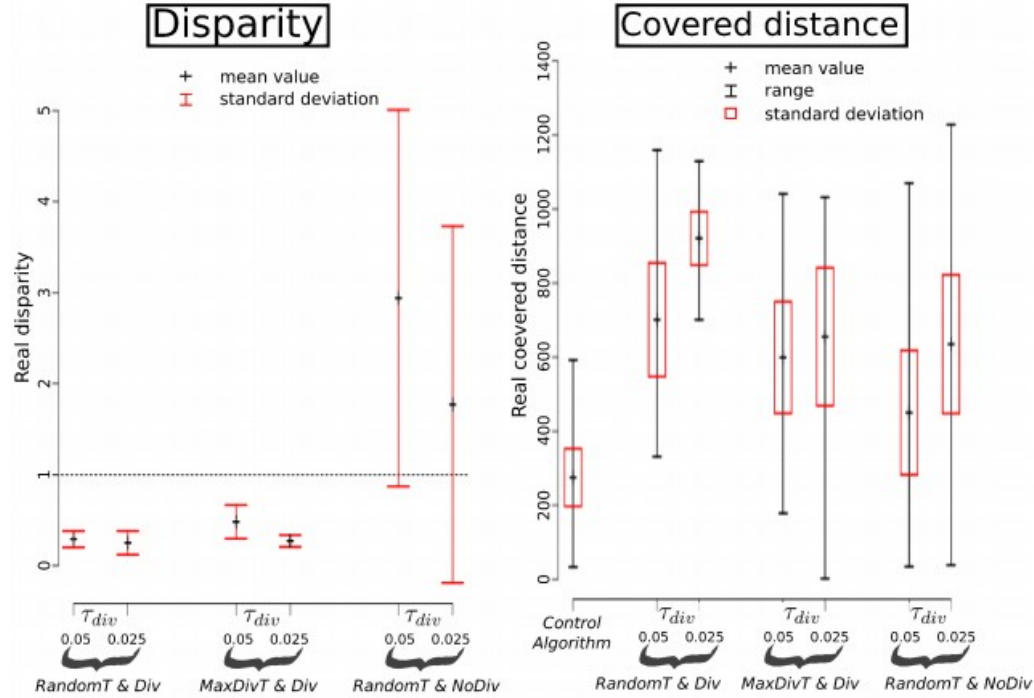 Disparity
mean value
standard deviation
Real disparity
5
4
3
2
1
0
τdiv τdiv τdiv
0.05 0.025 0.05 0.025 0.05 0.025
RandomT & Div MaxDivT & Div RandomT & NoDiv
Covered distance
mean value
range
standard deviation
Real coevered distance
1400
1200
1000
800
600
400
200
0
Control
Algorithm
τdiv τdiv τdiv
0.05 0.025 0.05 0.025 0.05 0.025
RandomT & Div MaxDivT & Div RandomT & NoDiv